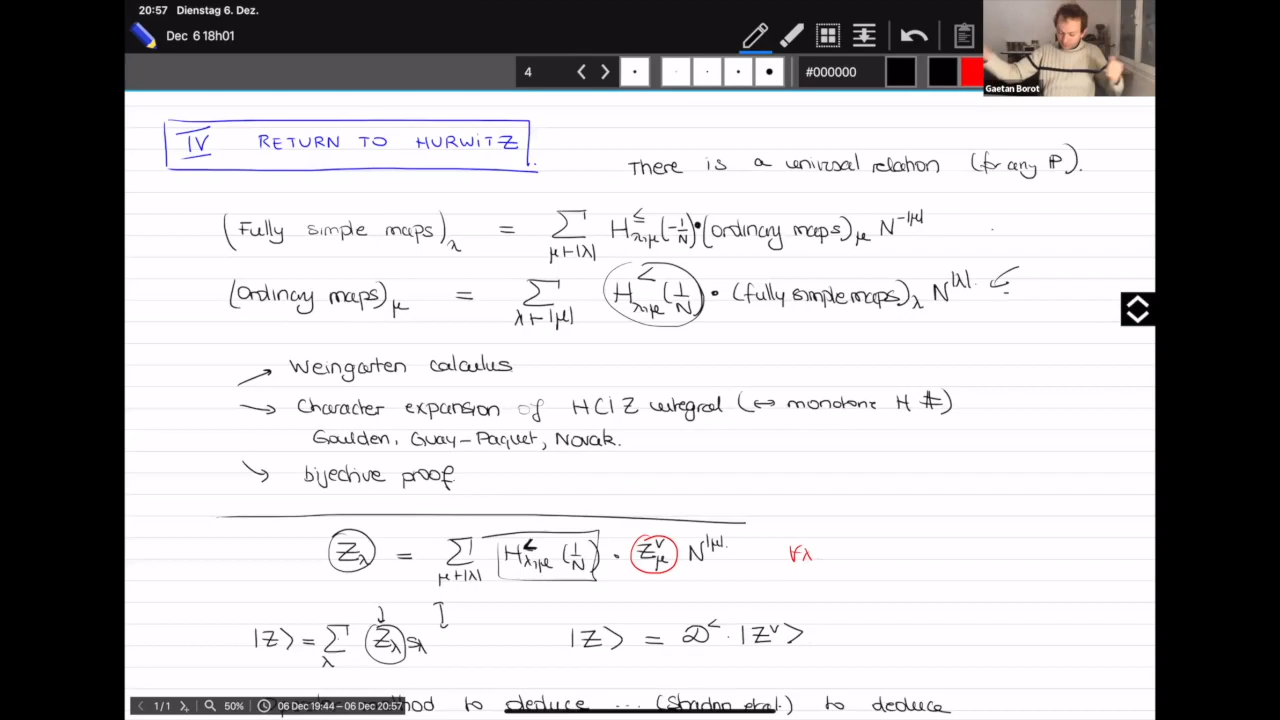 20:57 Dienstag 6. Dez.
Dec 6 18h01
4
#000000
Gaetan Borot
IV RETURN TO HURWITZ
There is a universal relation (for any P).
(Fully simple maps)_λ = Σ_{μ⊢|λ|} H^≤_{λ,μ}(-1/N) • (ordinary maps)_μ N^{-|μ|}
(Ordinary maps)_μ = Σ_{λ⊢|μ|} H^<_{λ,μ}(1/N) • (fully simple maps)_λ N^{|λ|}.
Weingarten calculus
Character expansion of HCIZ integral (↔ monotone H #)
Goulden, Guay-Paquet, Novak.
bijective proof
Z_λ = Σ_{μ⊢|λ|} H^<_{λ,μ}(1/N) • Z^∨_μ N^{|μ|} ∀λ
|Z⟩ = Σ_λ Z_λ s_λ |Z⟩ = D^< · |Z^∨⟩
1/1 50% 06 Dec 19:44 → 06 Dec 20:57
to deduce ... to deduce